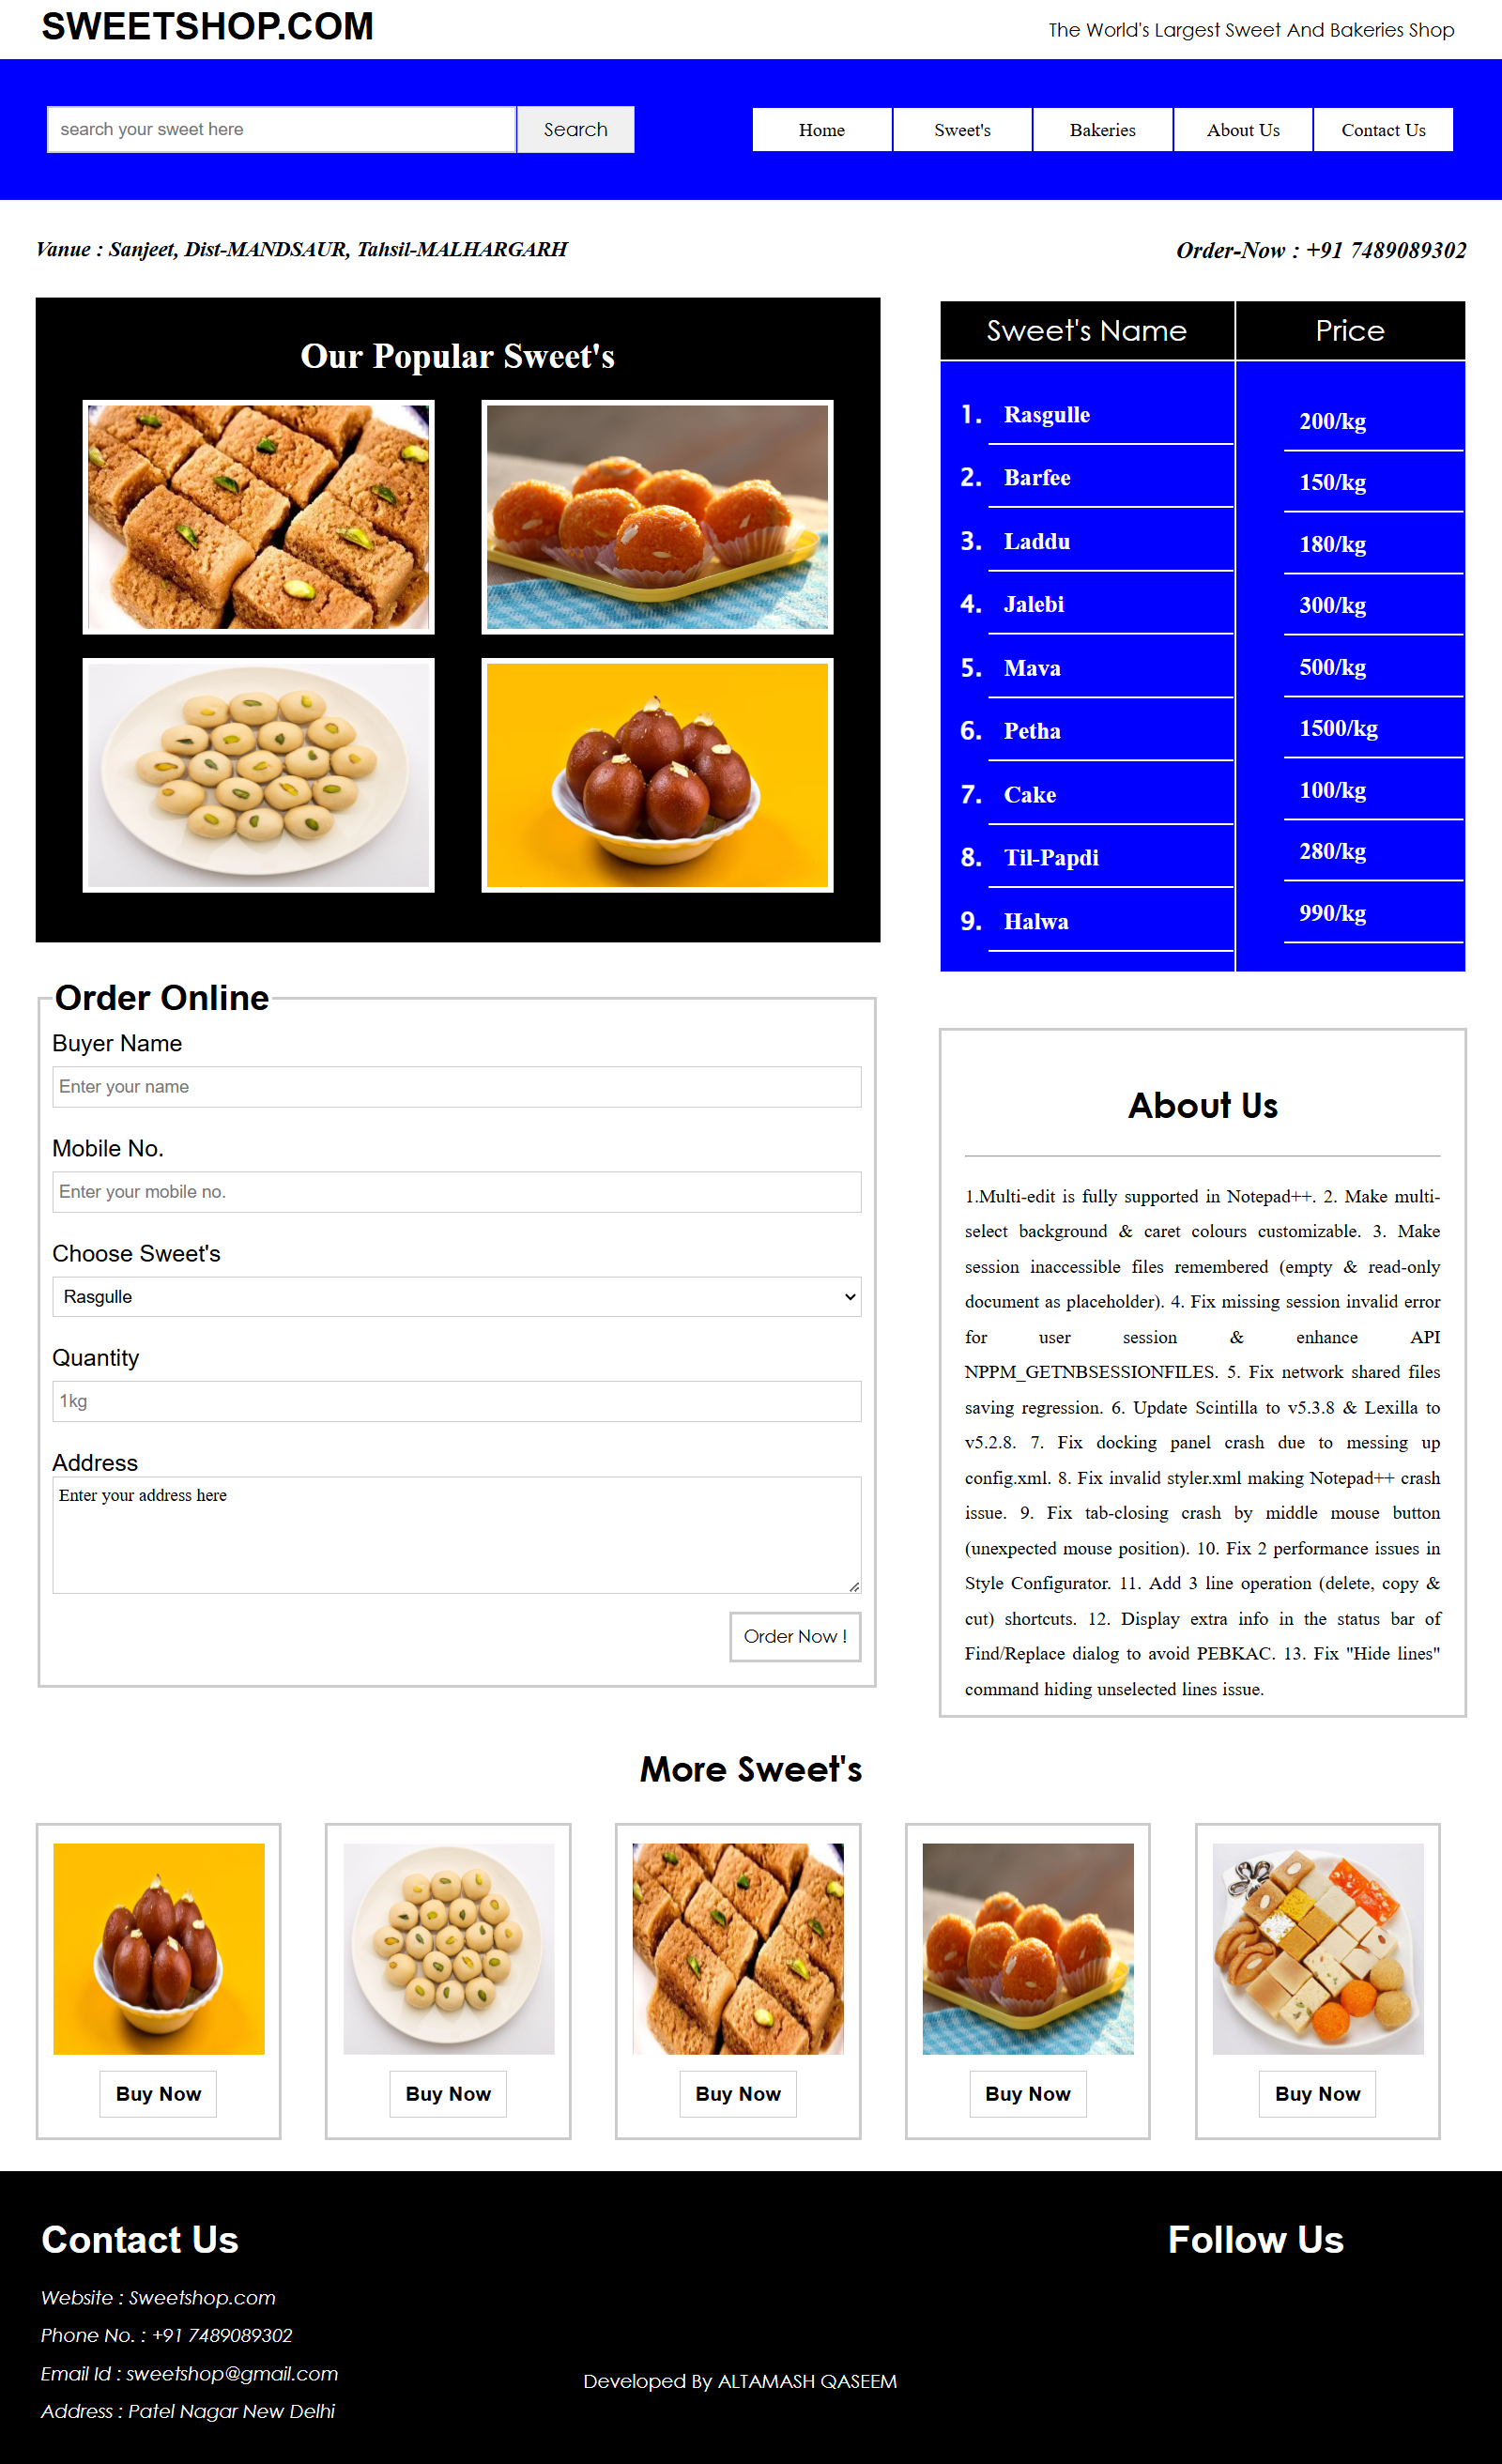 SWEETSHOP.COM
The World's Largest Sweet And Bakeries Shop
search your sweet here
Search
Home
Sweet's
Bakeries
About Us
Contact Us
Vanue : Sanjeet, Dist-MANDSAUR, Tahsil-MALHARGARH
Order-Now : +91 7489089302
Our Popular Sweet's
Sweet's Name
Price
1. Rasgulle
2. Barfee
3. Laddu
4. Jalebi
5. Mava
6. Petha
7. Cake
8. Til-Papdi
9. Halwa
200/kg
150/kg
180/kg
300/kg
500/kg
1500/kg
100/kg
280/kg
990/kg
Order Online
Buyer Name
Enter your name
Mobile No.
Enter your mobile no.
Choose Sweet's
Rasgulle
Quantity
1kg
Address
Enter your address here
Order Now !
About Us
1.Multi-edit is fully supported in Notepad++. 2. Make multi-
select background & caret colours customizable. 3. Make
session inaccessible files remembered (empty & read-only
document as placeholder). 4. Fix missing session invalid error
for user session & enhance API
NPPM_GETNBSESSIONFILES. 5. Fix network shared files
saving regression. 6. Update Scintilla to v5.3.8 & Lexilla to
v5.2.8. 7. Fix docking panel crash due to messing up
config.xml. 8. Fix invalid styler.xml making Notepad++ crash
issue. 9. Fix tab-closing crash by middle mouse button
(unexpected mouse position). 10. Fix 2 performance issues in
Style Configurator. 11. Add 3 line operation (delete, copy &
cut) shortcuts. 12. Display extra info in the status bar of
Find/Replace dialog to avoid PEBKAC. 13. Fix "Hide lines"
command hiding unselected lines issue.
More Sweet's
Buy Now
Buy Now
Buy Now
Buy Now
Buy Now
Contact Us
Website : Sweetshop.com
Phone No. : +91 7489089302
Email Id : sweetshop@gmail.com
Address : Patel Nagar New Delhi
Developed By ALTAMASH QASEEM
Follow Us